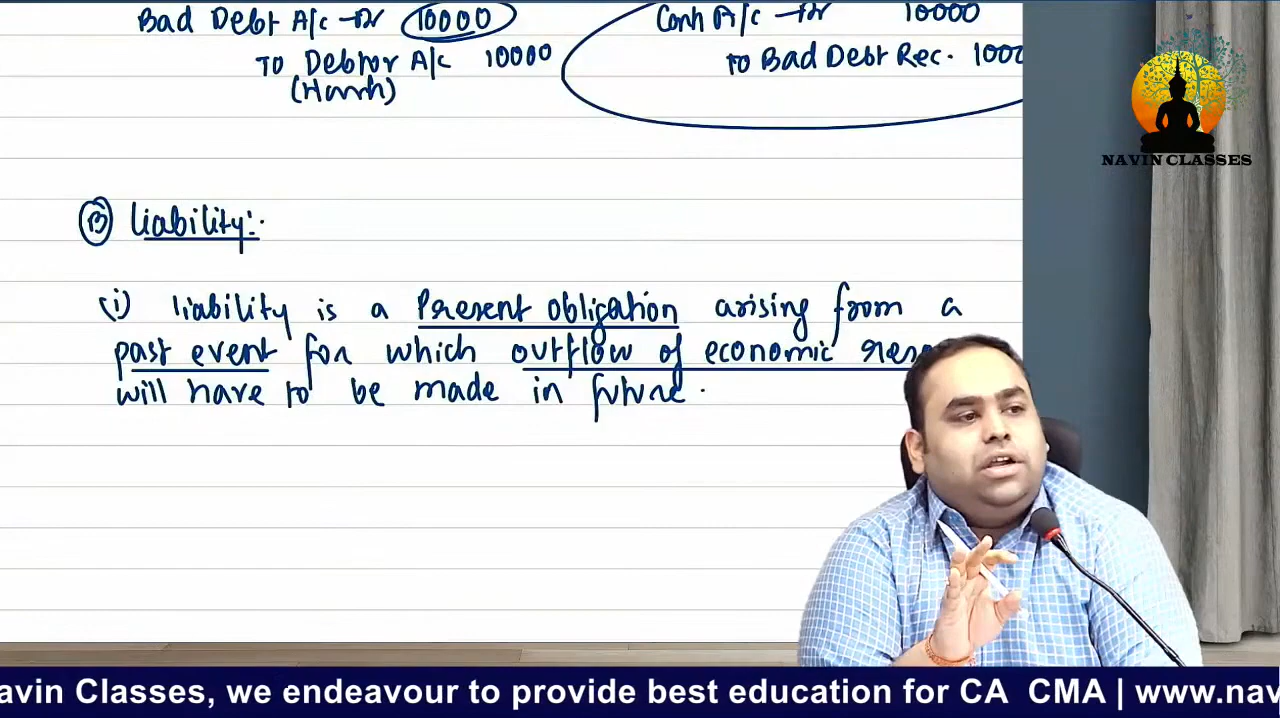 Bad Debt A/c Dr 10000
To Debtor A/c 10000
(Harsh)
Cash A/c Dr 10000
To Bad Debt Rec. 1000
NAVIN CLASSES
(B) Liability:
(i) liability is a Present obligation arising from a
past event for which outflow of economic
will have to be made in future.
avin Classes, we endeavour to provide best education for CA CMA | www.nav